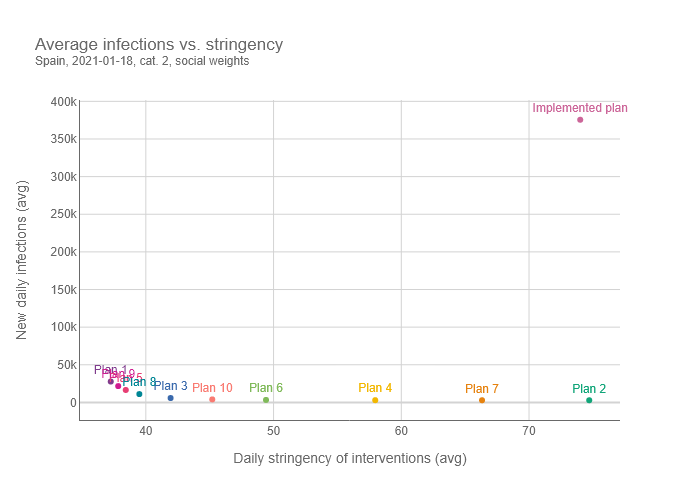 Average infections vs. stringency
Spain, 2021-01-18, cat. 2, social weights
400k
350k
300k
250k
200k
150k
100k
50k
0
New daily infections (avg)
Implemented plan
Plan 1
Plan 9
Plan 5
Plan 8
Plan 3
Plan 10
Plan 6
Plan 4
Plan 7
Plan 2
40
50
60
70
Daily stringency of interventions (avg)